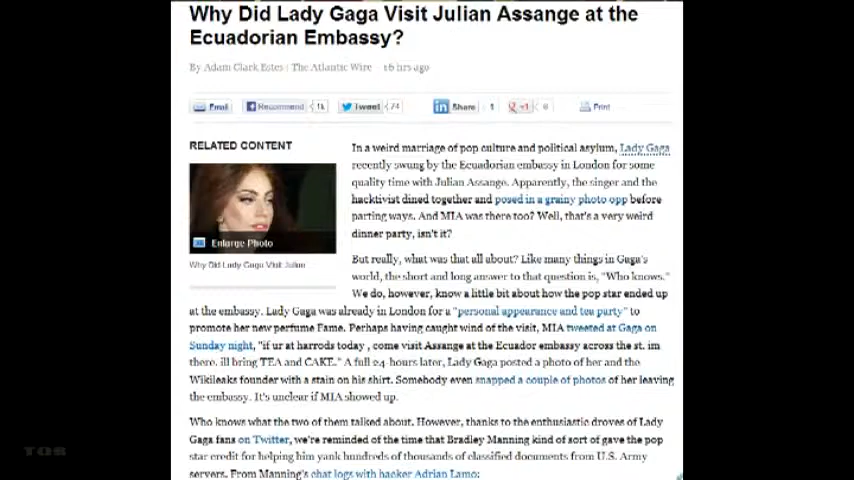 Why Did Lady Gaga Visit Julian Assange at the
Ecuadorian Embassy?
By Adam Clark Estes | The Atlantic Wire – 16 hrs ago
Email Recommend 1k Tweet 74 Share 1 +1 0 Print
RELATED CONTENT
Enlarge Photo
Why Did Lady Gaga Visit Julian
In a weird marriage of pop culture and political asylum, Lady Gaga
recently swung by the Ecuadorian embassy in London for some
quality time with Julian Assange. Apparently, the singer and the
hacktivist dined together and posed in a grainy photo opp before
parting ways. And MIA was there too? Well, that's a very weird
dinner party, isn't it?
But really, what was that all about? Like many things in Gaga's
world, the short and long answer to that question is, "Who knows."
We do, however, know a little bit about how the pop star ended up
at the embassy. Lady Gaga was already in London for a "personal appearance and tea party" to
promote her new perfume Fame. Perhaps having caught wind of the visit, MIA tweeted at Gaga on
Sunday night, "if ur at harrods today , come visit Assange at the Ecuador embassy across the st. im
there. ill bring TEA and CAKE." A full 24-hours later, Lady Gaga posted a photo of her and the
Wikileaks founder with a stain on his shirt. Somebody even snapped a couple of photos of her leaving
the embassy. It's unclear if MIA showed up.
Who knows what the two of them talked about. However, thanks to the enthusiastic droves of Lady
Gaga fans on Twitter, we're reminded of the time that Bradley Manning kind of sort of gave the pop
star credit for helping him yank hundreds of thousands of classified documents from U.S. Army
servers. From Manning's chat logs with hacker Adrian Lamo:
TOS